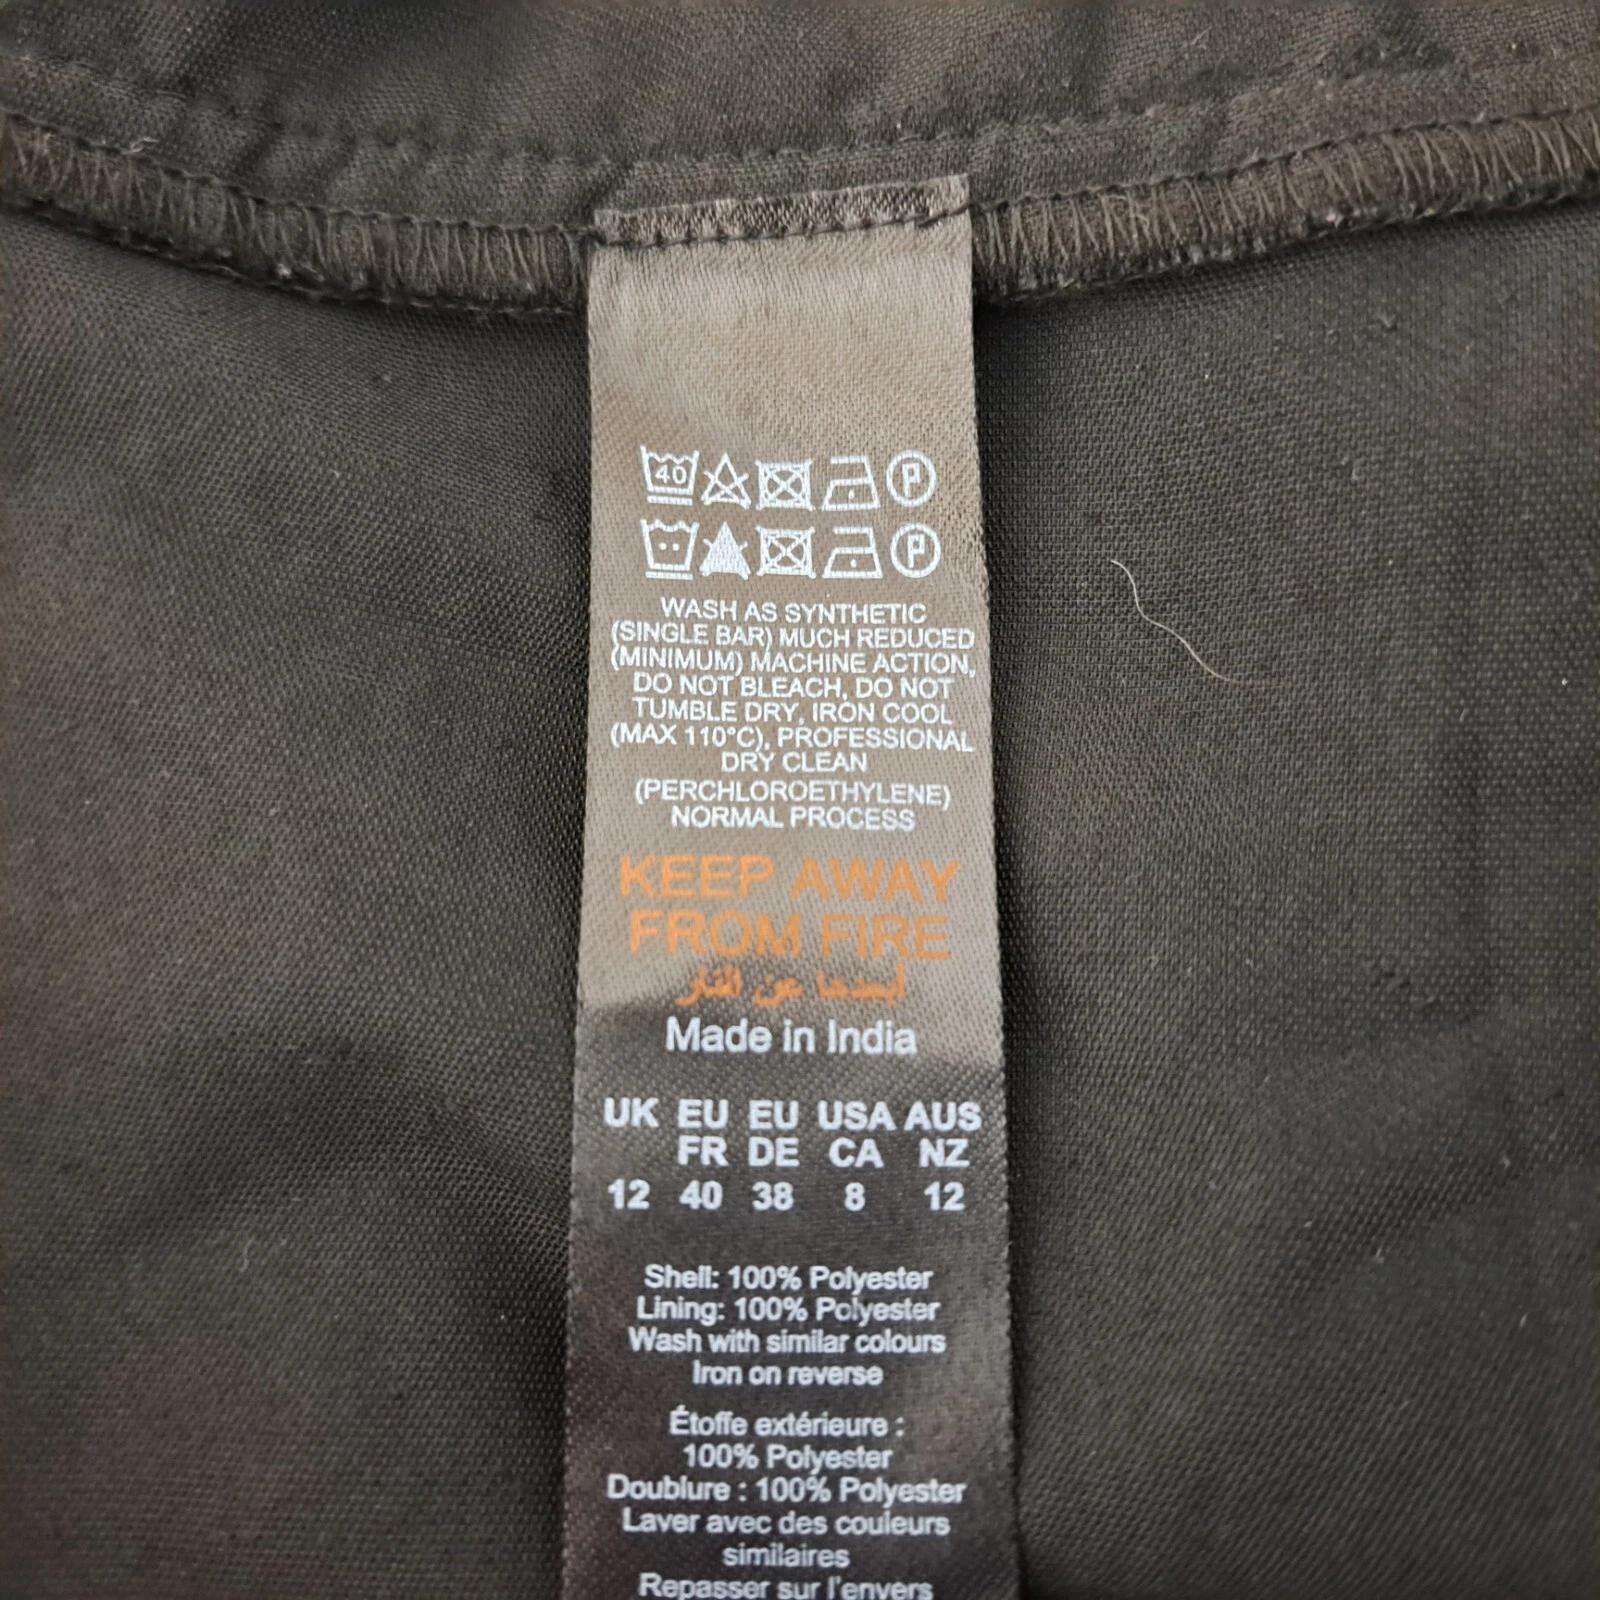 40
P
P
WASH AS SYNTHETIC
(SINGLE BAR) MUCH REDUCED
(MINIMUM) MACHINE ACTION,
DO NOT BLEACH, DO NOT
TUMBLE DRY, IRON COOL
(MAX 110°C), PROFESSIONAL
DRY CLEAN
(PERCHLOROETHYLENE)
NORMAL PROCESS
KEEP AWAY
FROM FIRE
أبعدها عن النار
Made in India
UK EU EU USA AUS
FR DE CA NZ
12 40 38 8 12
Shell: 100% Polyester
Lining: 100% Polyester
Wash with similar colours
Iron on reverse
Étoffe extérieure :
100% Polyester
Doublure : 100% Polyester
Laver avec des couleurs
similaires
Repasser sur l'envers